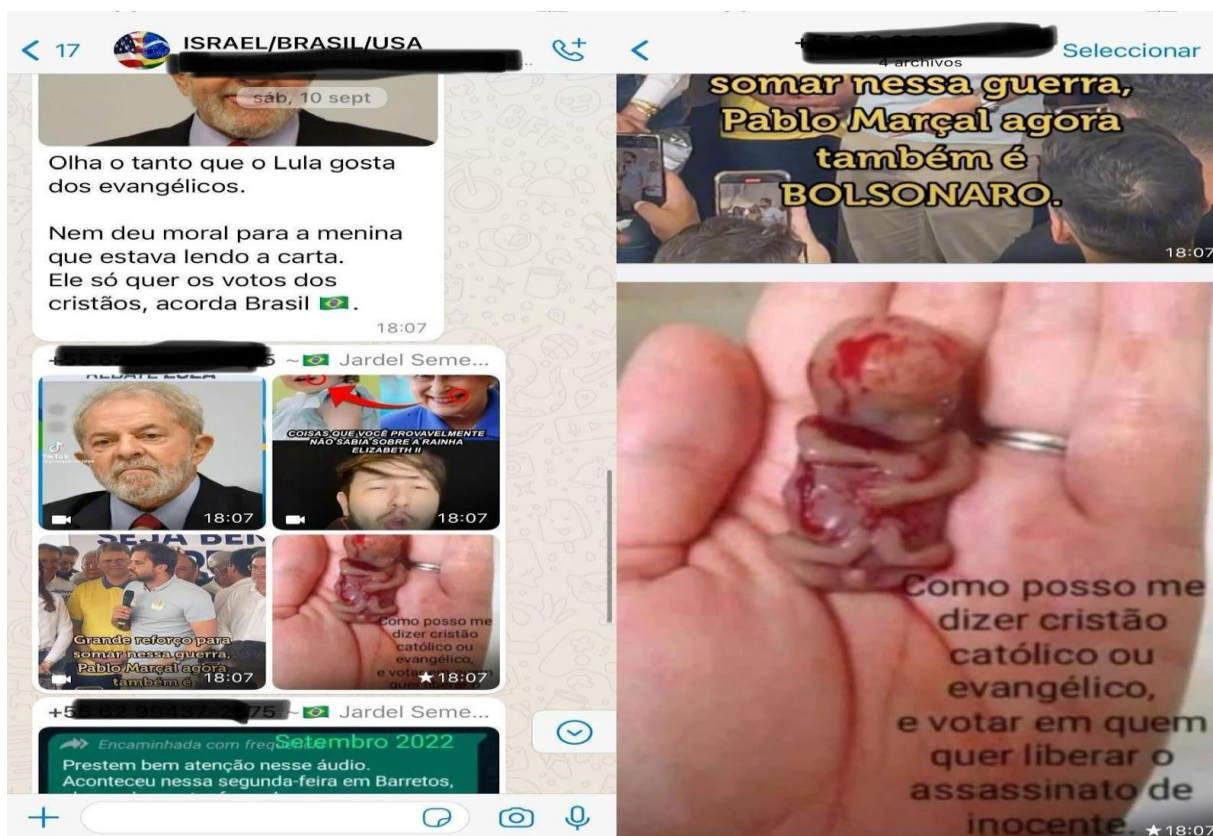 17
ISRAEL/BRASIL/USA
sáb, 10 sept
Olha o tanto que o Lula gosta
dos evangélicos.
Nem deu moral para a menina
que estava lendo a carta.
Ele só quer os votos dos
cristãos, acorda Brasil 🇧🇷.
18:07
~🇧🇷 Jardel Seme...
TikTok
18:07
COISAS QUE VOCÊ PROVAVELMENTE
NÃO SABIA SOBRE A RAINHA
ELIZABETH II
18:07
SEJA BEM
Grande reforço para
somar nessa guerra,
Pablo Marçal agora
também é
18:07
Como posso me
dizer cristão
católico ou
evangélico,
★18:07
~🇧🇷 Jardel Seme...
Encaminhada com
Setembro 2022
Prestem bem atenção nesse áudio.
Aconteceu nessa segunda-feira em Barretos,
4 archivos
Seleccionar
somar nessa guerra,
Pablo Marçal agora
também é
BOLSONARO.
18:07
Como posso me
dizer cristão
católico ou
evangélico,
e votar em quem
quer liberar o
assassinato de
inocente
★18:07